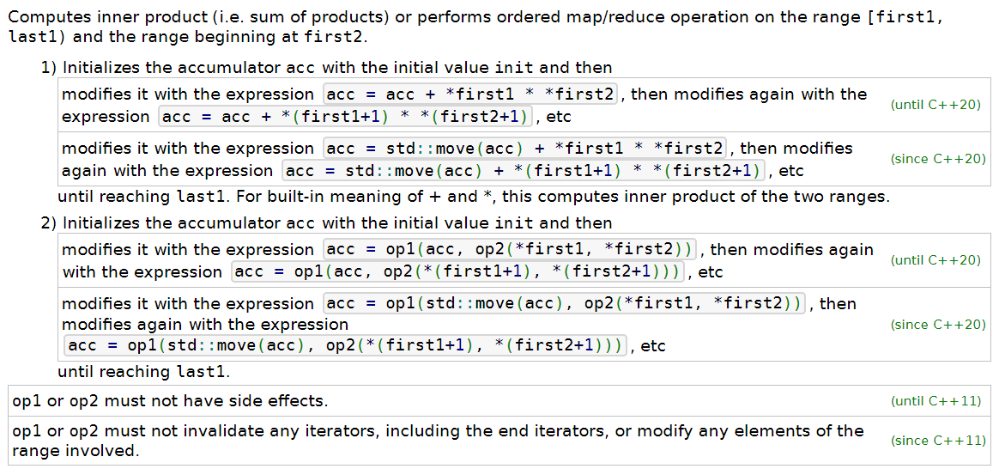 Computes inner product (i.e. sum of products) or performs ordered map/reduce operation on the range [first1,
last1) and the range beginning at first2.
1) Initializes the accumulator acc with the initial value init and then
modifies it with the expression acc = acc + *first1 * *first2, then modifies again with the
expression acc = acc + *(first1+1) * *(first2+1), etc
(until C++20)
modifies it with the expression acc = std::move(acc) + *first1 * *first2, then modifies
again with the expression acc = std::move(acc) + *(first1+1) * *(first2+1), etc
(since C++20)
until reaching last1. For built-in meaning of + and *, this computes inner product of the two ranges.
2) Initializes the accumulator acc with the initial value init and then
modifies it with the expression acc = op1(acc, op2(*first1, *first2)), then modifies again
with the expression acc = op1(acc, op2(*(first1+1), *(first2+1))), etc
(until C++20)
modifies it with the expression acc = op1(std::move(acc), op2(*first1, *first2)), then
modifies again with the expression
acc = op1(std::move(acc), op2(*(first1+1), *(first2+1))), etc
(since C++20)
until reaching last1.
op1 or op2 must not have side effects.
(until C++11)
op1 or op2 must not invalidate any iterators, including the end iterators, or modify any elements of the
range involved.
(since C++11)